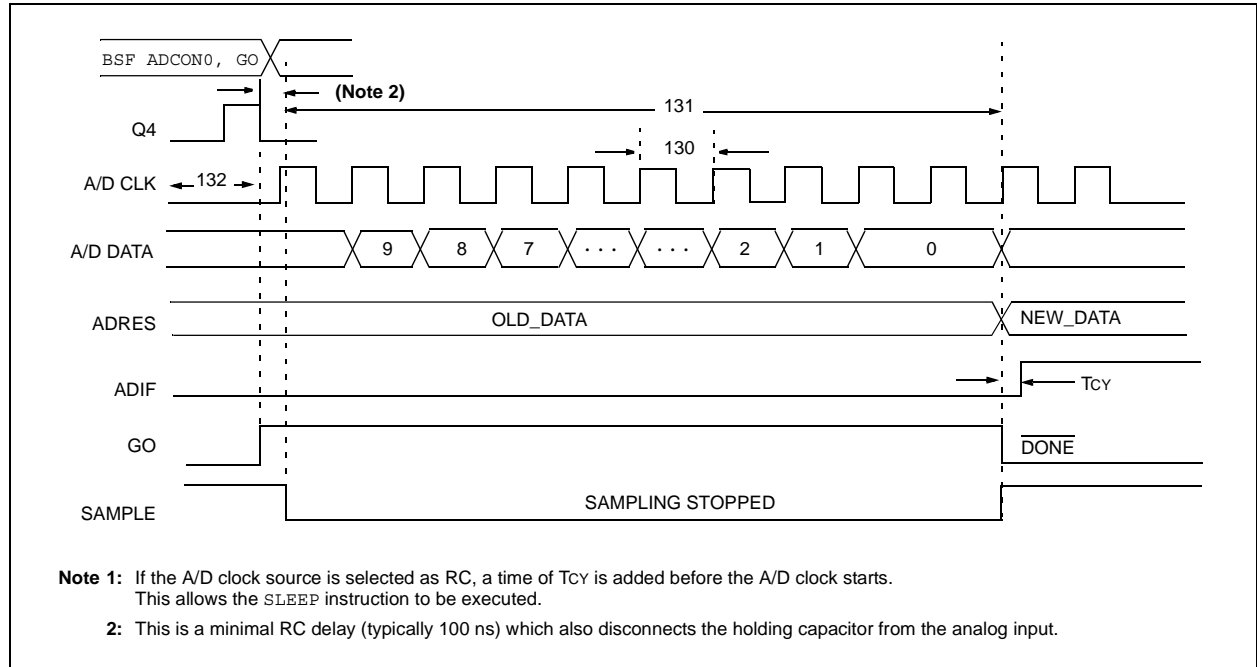 BSF ADCON0, GO
(Note 2)
131
Q4
130
A/D CLK
132
A/D DATA
9 8 7 · · · · · · 2 1 0
ADRES
OLD_DATA
NEW_DATA
ADIF
TCY
GO
DONE
SAMPLE
SAMPLING STOPPED
Note 1: If the A/D clock source is selected as RC, a time of TCY is added before the A/D clock starts.
This allows the SLEEP instruction to be executed.
2: This is a minimal RC delay (typically 100 ns) which also disconnects the holding capacitor from the analog input.